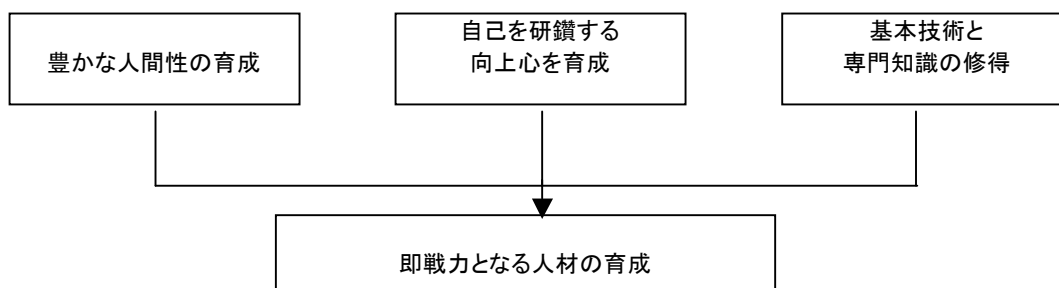 豊かな人間性の育成
自己を研鑽する
向上心を育成
基本技術と
専門知識の修得
即戦力となる人材の育成